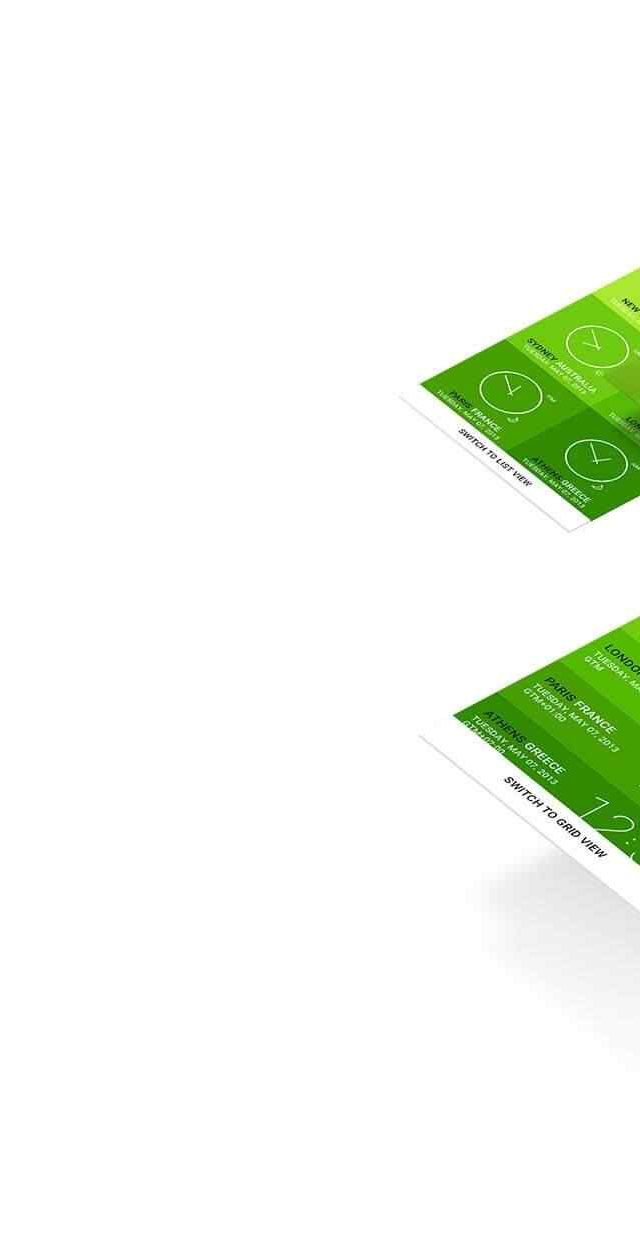 NEW
SYDNEY AUSTRALIA
TUESDAY, MAY 07, 2013
PARIS FRANCE
TUESDAY, MAY 07, 2013
PM
LON
ATHENS GREECE
TUESDAY, MAY 07, 2013
SWITCH TO LIST VIEW
LONDON
TUESDAY, MA
GTM
PARIS FRANCE
TUESDAY, MAY 07, 2013
GTM+01:00
ATHENS GREECE
TUESDAY, MAY 07, 2013
GTM+02:00
12:
SWITCH TO GRID VIEW